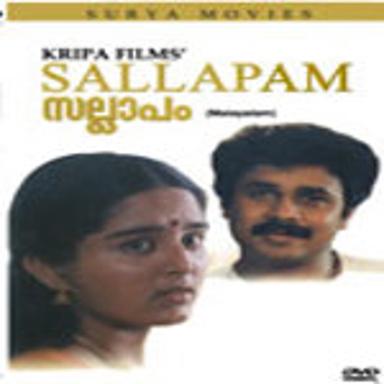 SURYA MOVIES
KRIPA FILMS'
SALLAPAM
സല്ലാപം (Malayalam)
DVD